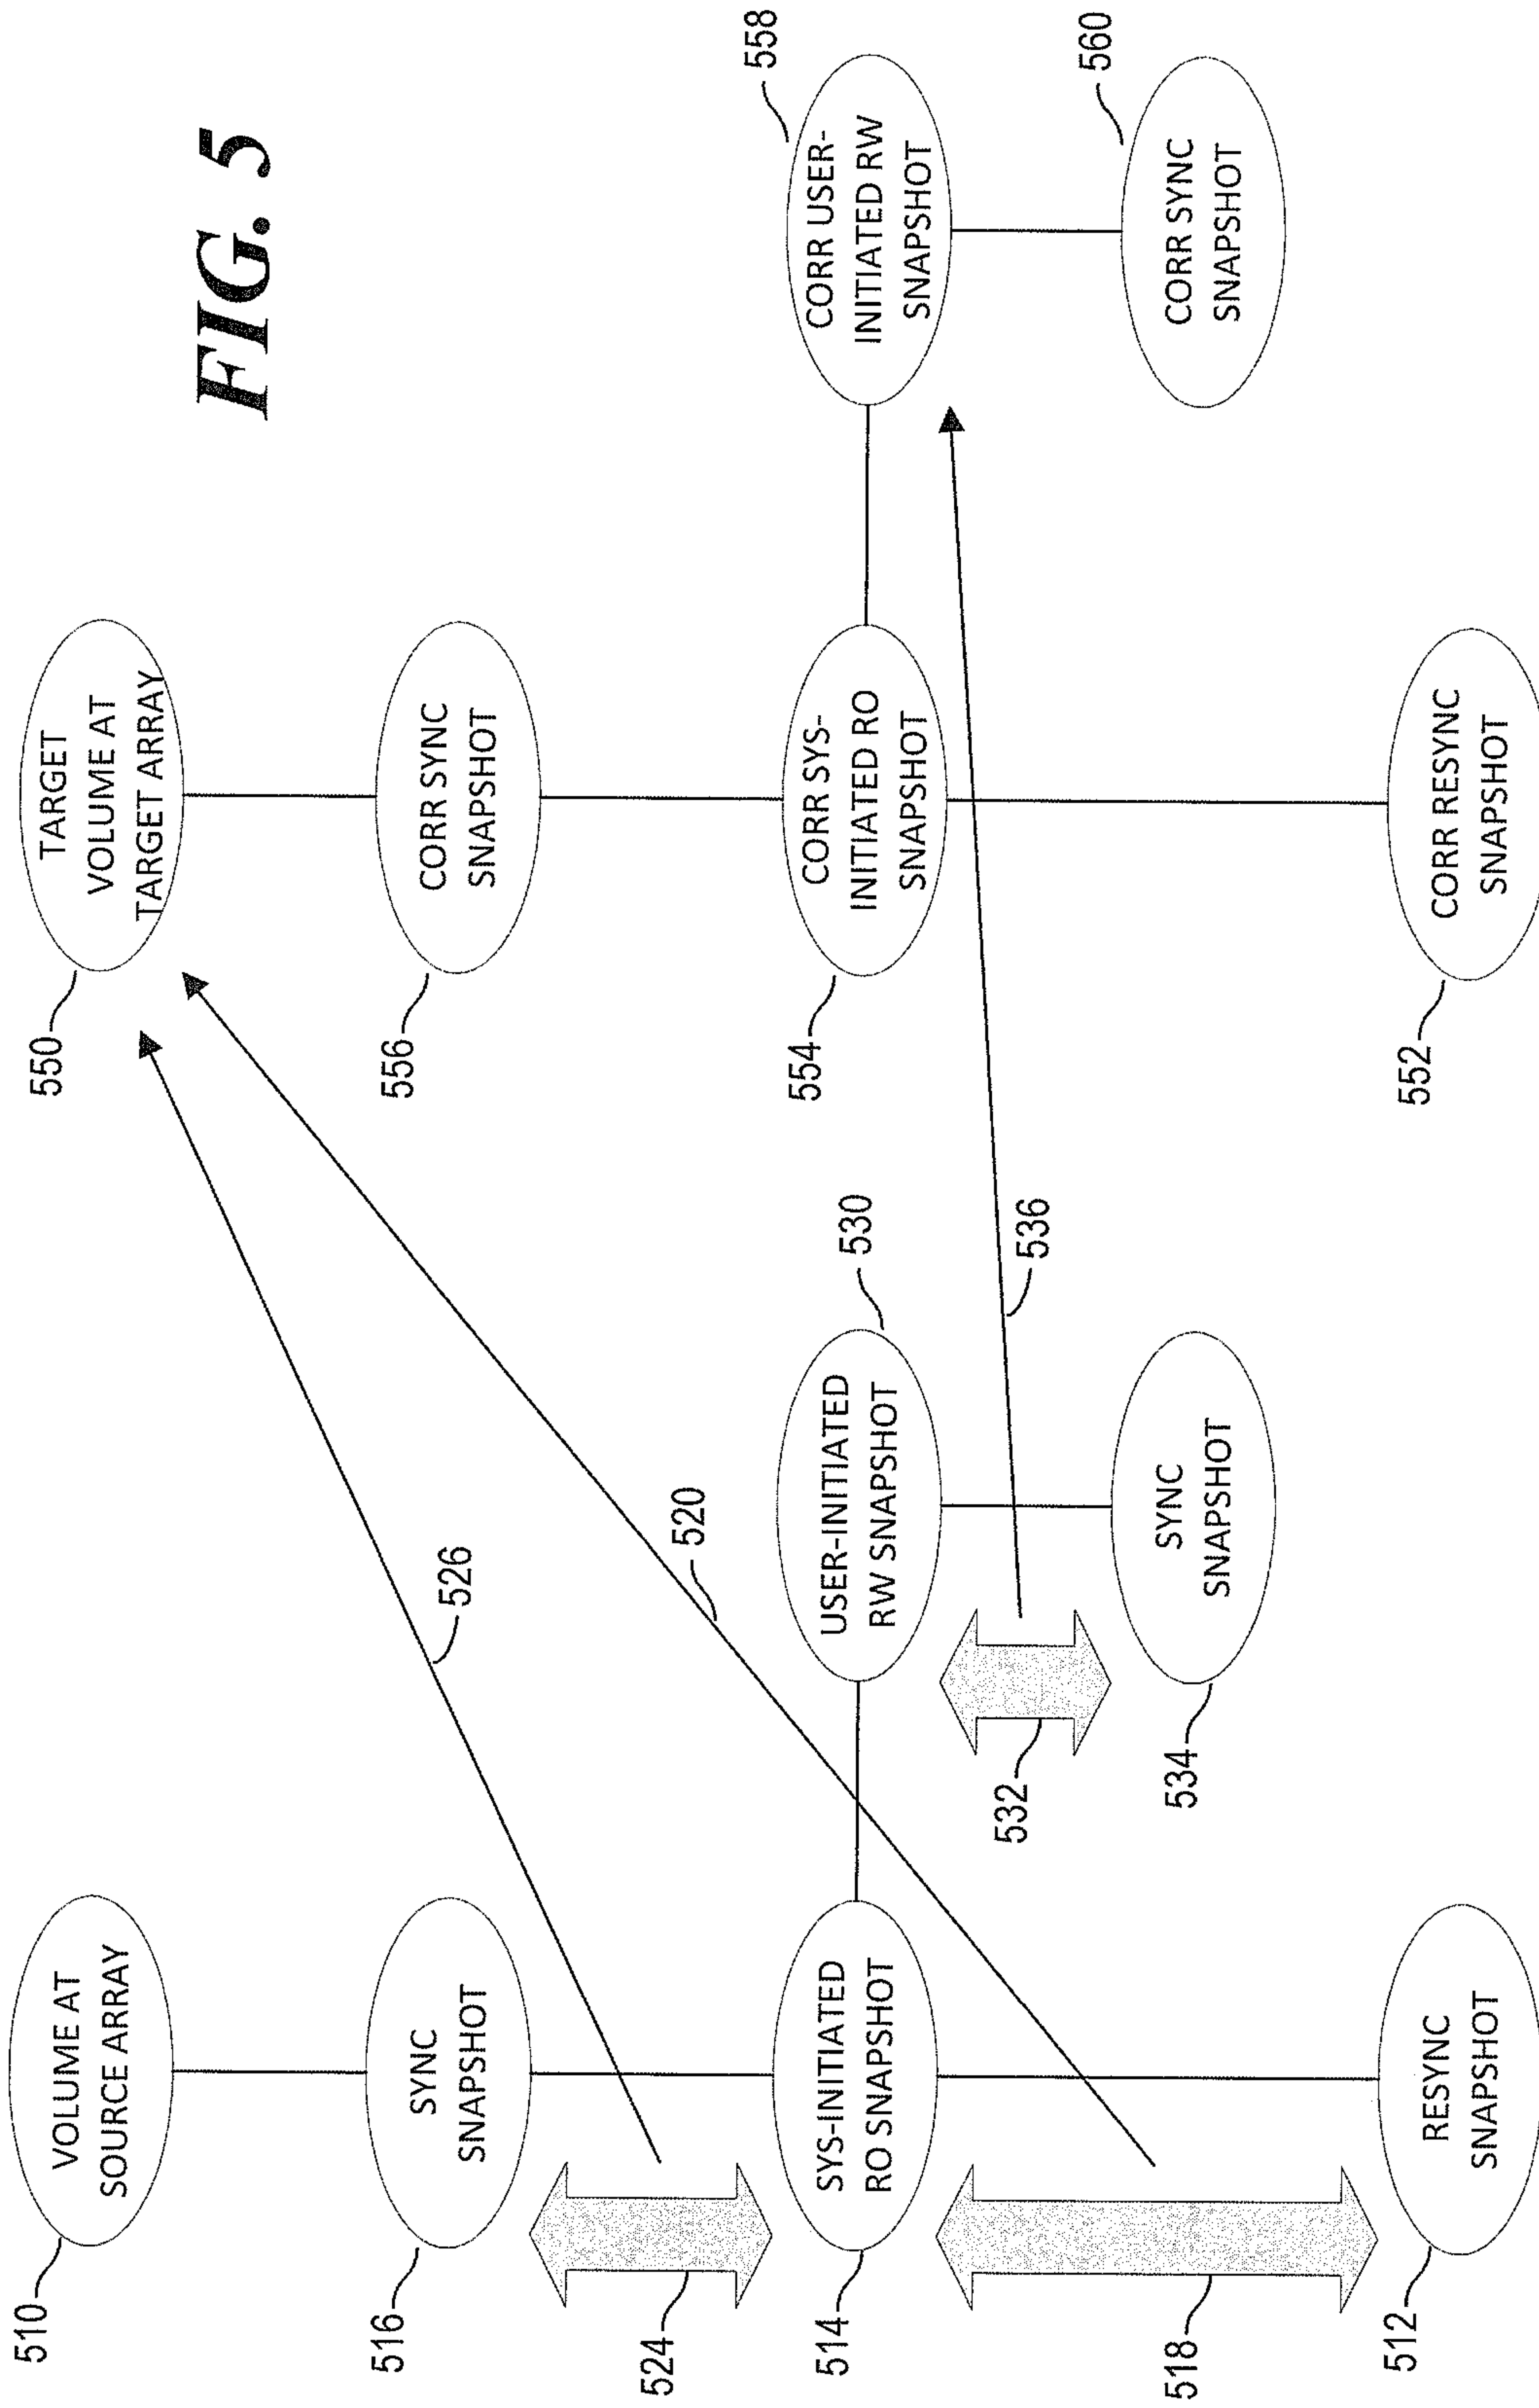 FIG. 5
510
VOLUME AT
SOURCE ARRAY
516
SYNC
SNAPSHOT
524
526
514
SYS-INITIATED
RO SNAPSHOT
520
530
USER-INITIATED
RW SNAPSHOT
532
536
534
SYNC
SNAPSHOT
518
512
RESYNC
SNAPSHOT
550
TARGET
VOLUME AT
TARGET ARRAY
556
CORR SYNC
SNAPSHOT
554
CORR SYS-
INITIATED RO
SNAPSHOT
558
CORR USER-
INITIATED RW
SNAPSHOT
560
CORR SYNC
SNAPSHOT
552
CORR RESYNC
SNAPSHOT